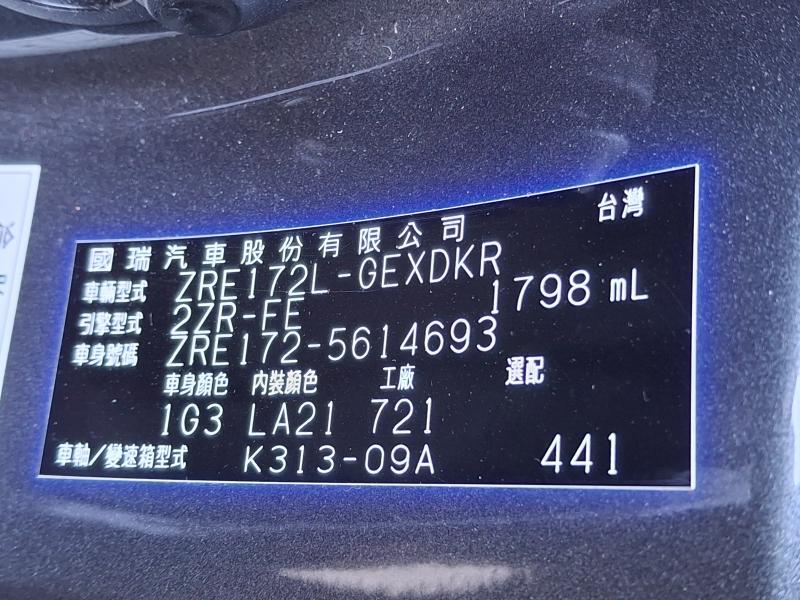 國瑞汽車股份有限公司 台灣
車輛型式 ZRE172L-GEXDKR
引擎型式 2ZR-FE 1798 mL
車身號碼 ZRE172-5614693
車身顏色 內裝顏色 工廠 選配
1G3 LA21 721
車軸/變速箱型式 K313-09A 441